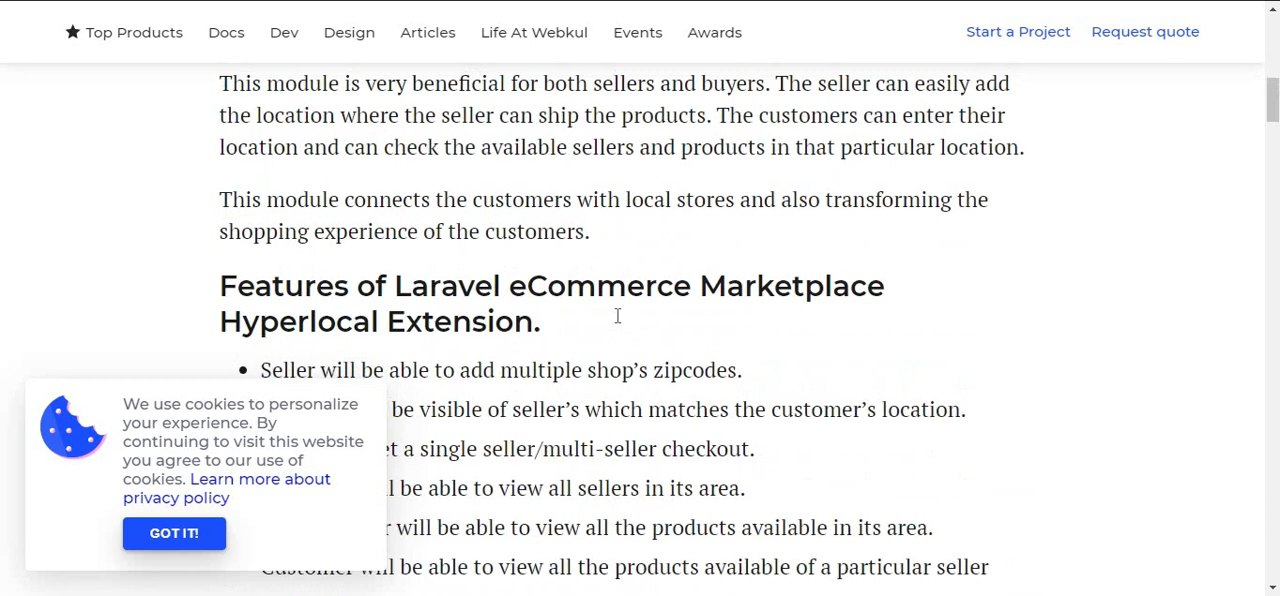 Top Products Docs Dev Design Articles Life At Webkul Events Awards Start a Project Request quote
This module is very beneficial for both sellers and buyers. The seller can easily add
the location where the seller can ship the products. The customers can enter their
location and can check the available sellers and products in that particular location.
This module connects the customers with local stores and also transforming the
shopping experience of the customers.
Features of Laravel eCommerce Marketplace
Hyperlocal Extension.
Seller will be able to add multiple shop’s zipcodes.
be visible of seller’s which matches the customer’s location.
a single seller/multi-seller checkout.
be able to view all sellers in its area.
will be able to view all the products available in its area.
Customer will be able to view all the products available of a particular seller
We use cookies to personalize
your experience. By
continuing to visit this website
you agree to our use of
cookies. Learn more about
privacy policy
GOT IT!